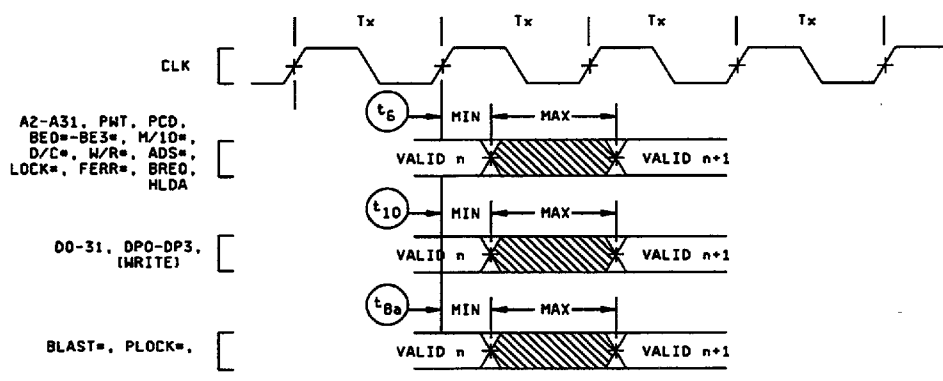 Tx Tx Tx Tx
CLK
t6 MIN MAX
A2-A31, PWT, PCD,
BE0*-BE3*, M/IO*,
D/C*, W/R*, ADS*,
LOCK*, FERR*, BREQ,
HLDA
VALID n VALID n+1
t10 MIN MAX
D0-31, DP0-DP3,
(WRITE)
VALID n VALID n+1
t8a MIN MAX
BLAST*, PLOCK*,
VALID n VALID n+1